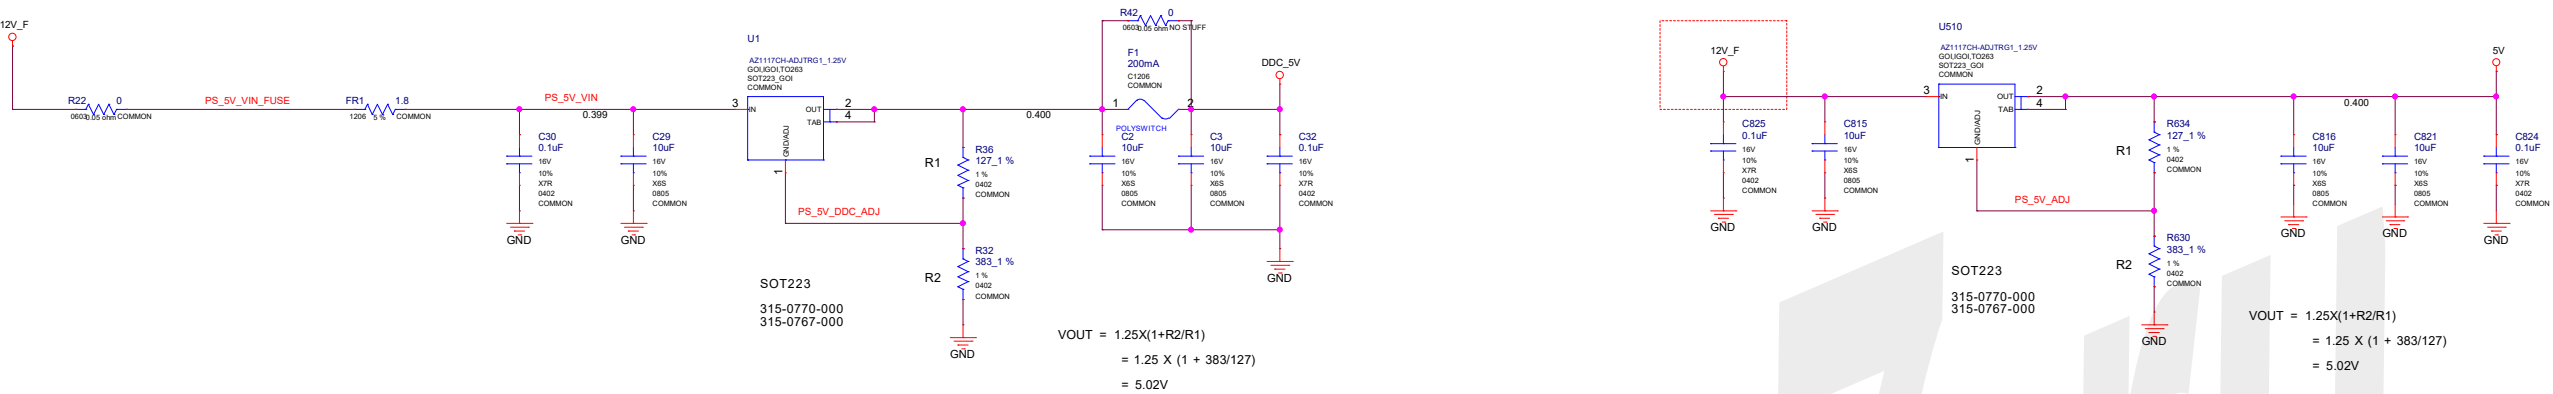 12V_F
R22 0
0603 0.05 ohm COMMON
PS_5V_VIN_FUSE
FR1 1.8
1206 5 % COMMON
PS_5V_VIN
0.399
C30
0.1uF
16V
10%
X7R
0402
COMMON
GND
C29
10uF
16V
10%
X6S
0805
COMMON
GND
U1
AZ1117CH-ADJTRG1_1.25V
GOI,IGOI,TO263
SOT223_GOI
COMMON
3 IN
OUT 2
TAB 4
GND/ADJ
1
PS_5V_DDC_ADJ
R1
R36
127_1 %
1 %
0402
COMMON
R2
R32
383_1 %
1 %
0402
COMMON
GND
SOT223
315-0770-000
315-0767-000
0.400
R42 0
0603 0.05 ohm NO STUFF
F1
200mA
C1206
COMMON
1 2
POLYSWITCH
DDC_5V
C2
10uF
16V
10%
X6S
0805
COMMON
C3
10uF
16V
10%
X6S
0805
COMMON
C32
0.1uF
16V
10%
X7R
0402
COMMON
GND
VOUT = 1.25X(1+R2/R1)
= 1.25 X (1 + 383/127)
= 5.02V
12V_F
C825
0.1uF
16V
10%
X7R
0402
COMMON
GND
C815
10uF
16V
10%
X6S
0805
COMMON
GND
U510
AZ1117CH-ADJTRG1_1.25V
GOI,IGOI,TO263
SOT223_GOI
COMMON
3 IN
OUT 2
TAB 4
GND/ADJ
1
PS_5V_ADJ
R1
R634
127_1 %
1 %
0402
COMMON
R2
R630
383_1 %
1 %
0402
COMMON
GND
SOT223
315-0770-000
315-0767-000
0.400
5V
C816
10uF
16V
10%
X6S
0805
COMMON
GND
C821
10uF
16V
10%
X6S
0805
COMMON
GND
C824
0.1uF
16V
10%
X7R
0402
COMMON
GND
VOUT = 1.25X(1+R2/R1)
= 1.25 X (1 + 383/127)
= 5.02V